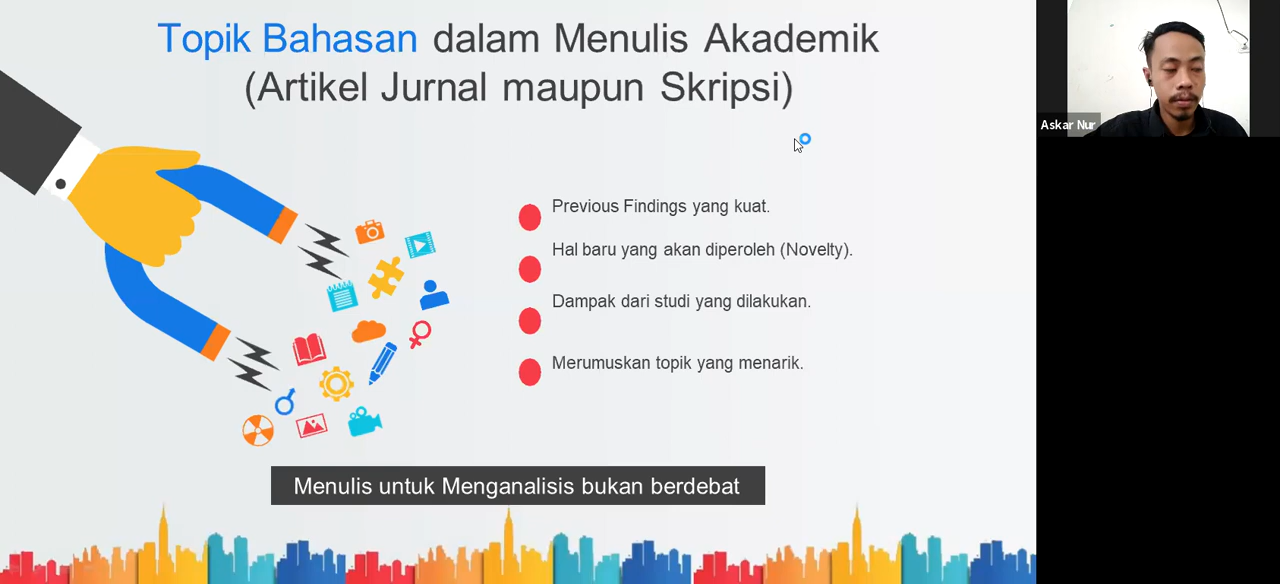 Topik Bahasan dalam Menulis Akademik
(Artikel Jurnal maupun Skripsi)
Askar Nur
Previous Findings yang kuat.
Hal baru yang akan diperoleh (Novelty).
Dampak dari studi yang dilakukan.
Merumuskan topik yang menarik.
Menulis untuk Menganalisis bukan berdebat